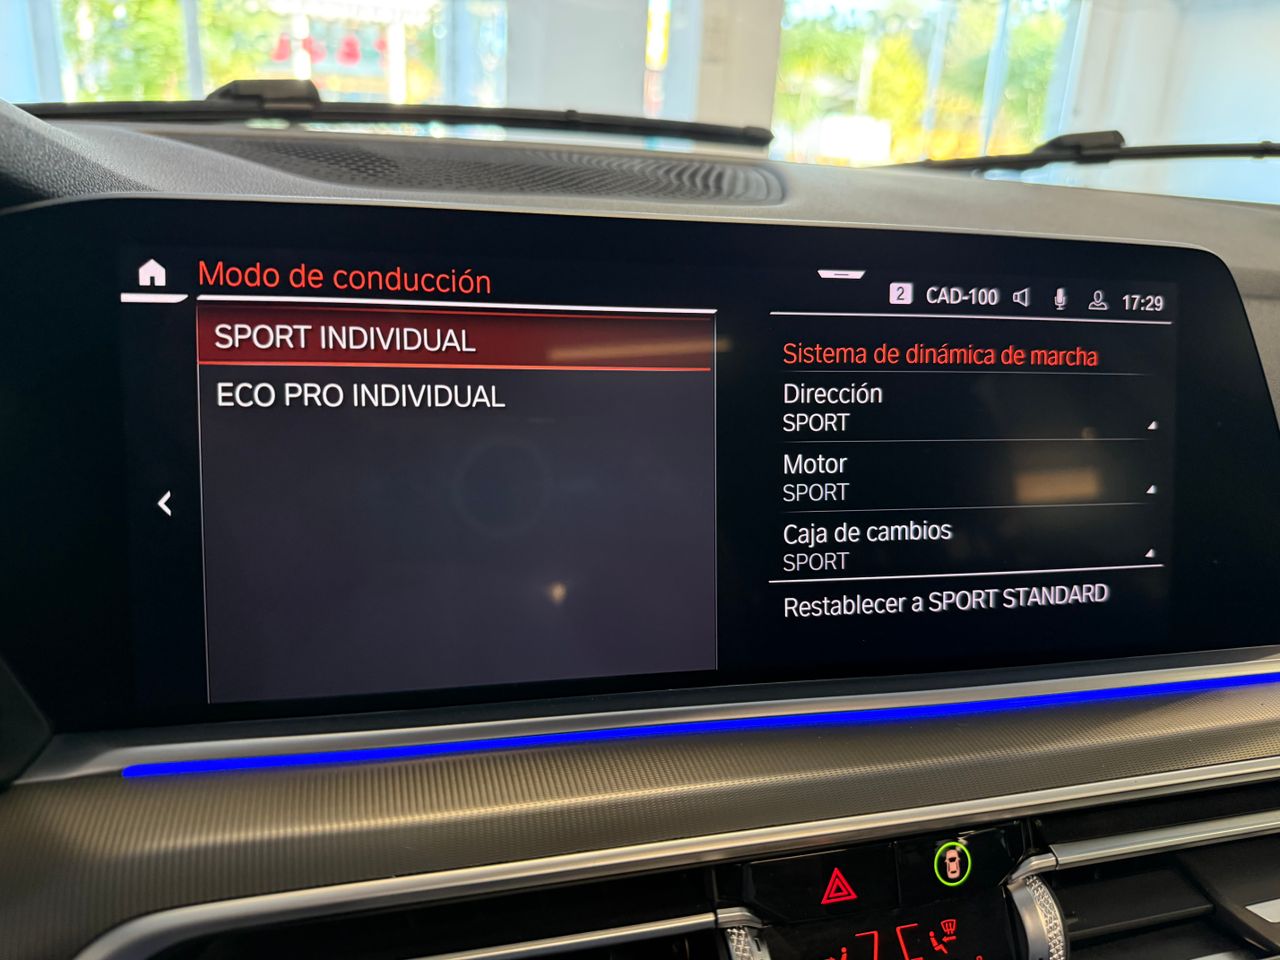 Modo de conducción
2 CAD-100 17:29
SPORT INDIVIDUAL
ECO PRO INDIVIDUAL
Sistema de dinámica de marcha
Dirección
SPORT
Motor
SPORT
Caja de cambios
SPORT
Restablecer a SPORT STANDARD